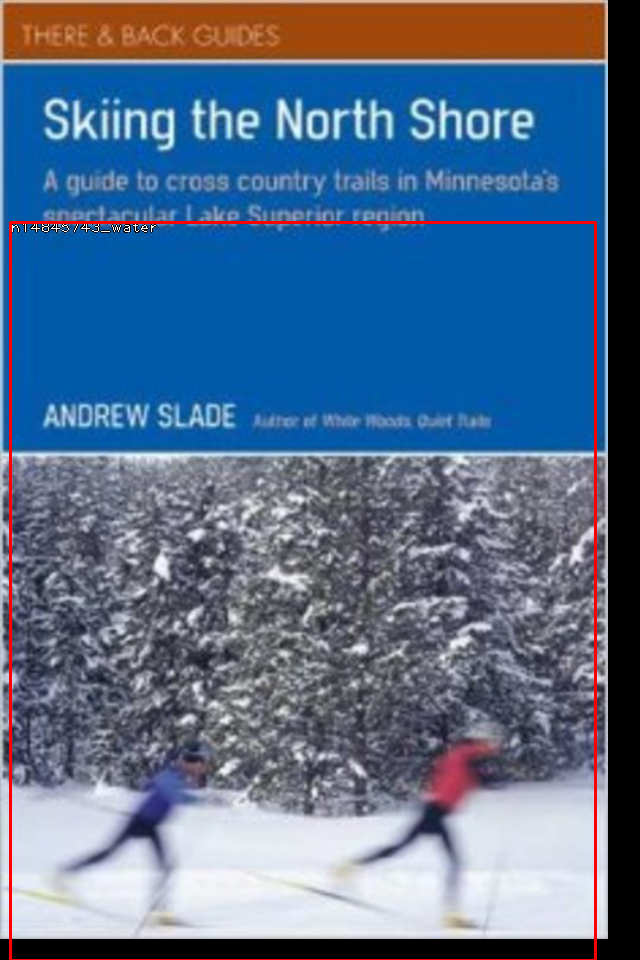 THERE & BACK GUIDES
Skiing the North Shore
A guide to cross country trails in Minnesota's
spectacular Lake Superior region
n14845743_water
ANDREW SLADE Author of White Woods, Quiet Trails